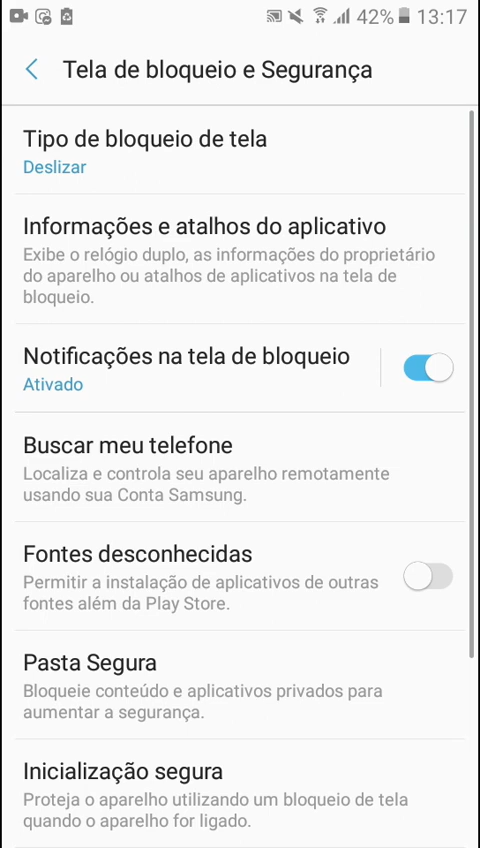 42% 13:17
Tela de bloqueio e Segurança
Tipo de bloqueio de tela
Deslizar
Informações e atalhos do aplicativo
Exibe o relógio duplo, as informações do proprietário
do aparelho ou atalhos de aplicativos na tela de
bloqueio.
Notificações na tela de bloqueio
Ativado
Buscar meu telefone
Localiza e controla seu aparelho remotamente
usando sua Conta Samsung.
Fontes desconhecidas
Permitir a instalação de aplicativos de outras
fontes além da Play Store.
Pasta Segura
Bloqueie conteúdo e aplicativos privados para
aumentar a segurança.
Inicialização segura
Proteja o aparelho utilizando um bloqueio de tela
quando o aparelho for ligado.